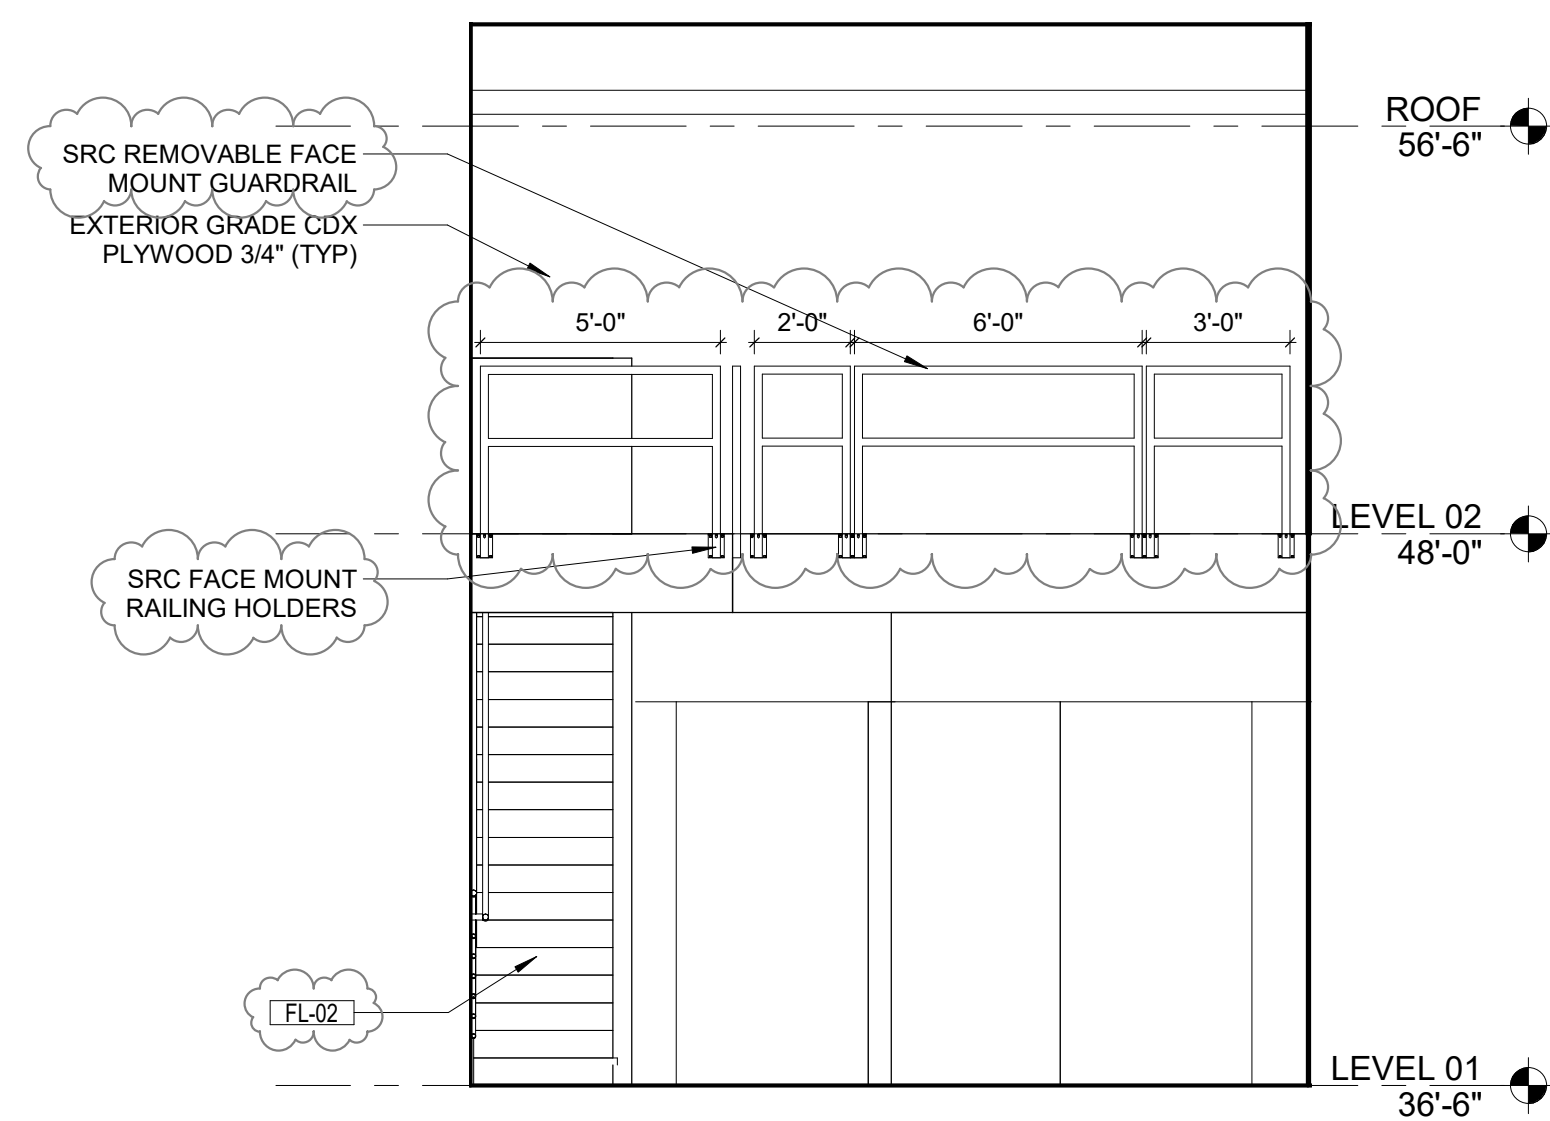 ROOF
56'-6"
SRC REMOVABLE FACE
MOUNT GUARDRAIL
EXTERIOR GRADE CDX
PLYWOOD 3/4" (TYP)
5'-0"
2'-0"
6'-0"
3'-0"
LEVEL 02
48'-0"
SRC FACE MOUNT
RAILING HOLDERS
FL-02
LEVEL 01
36'-6"